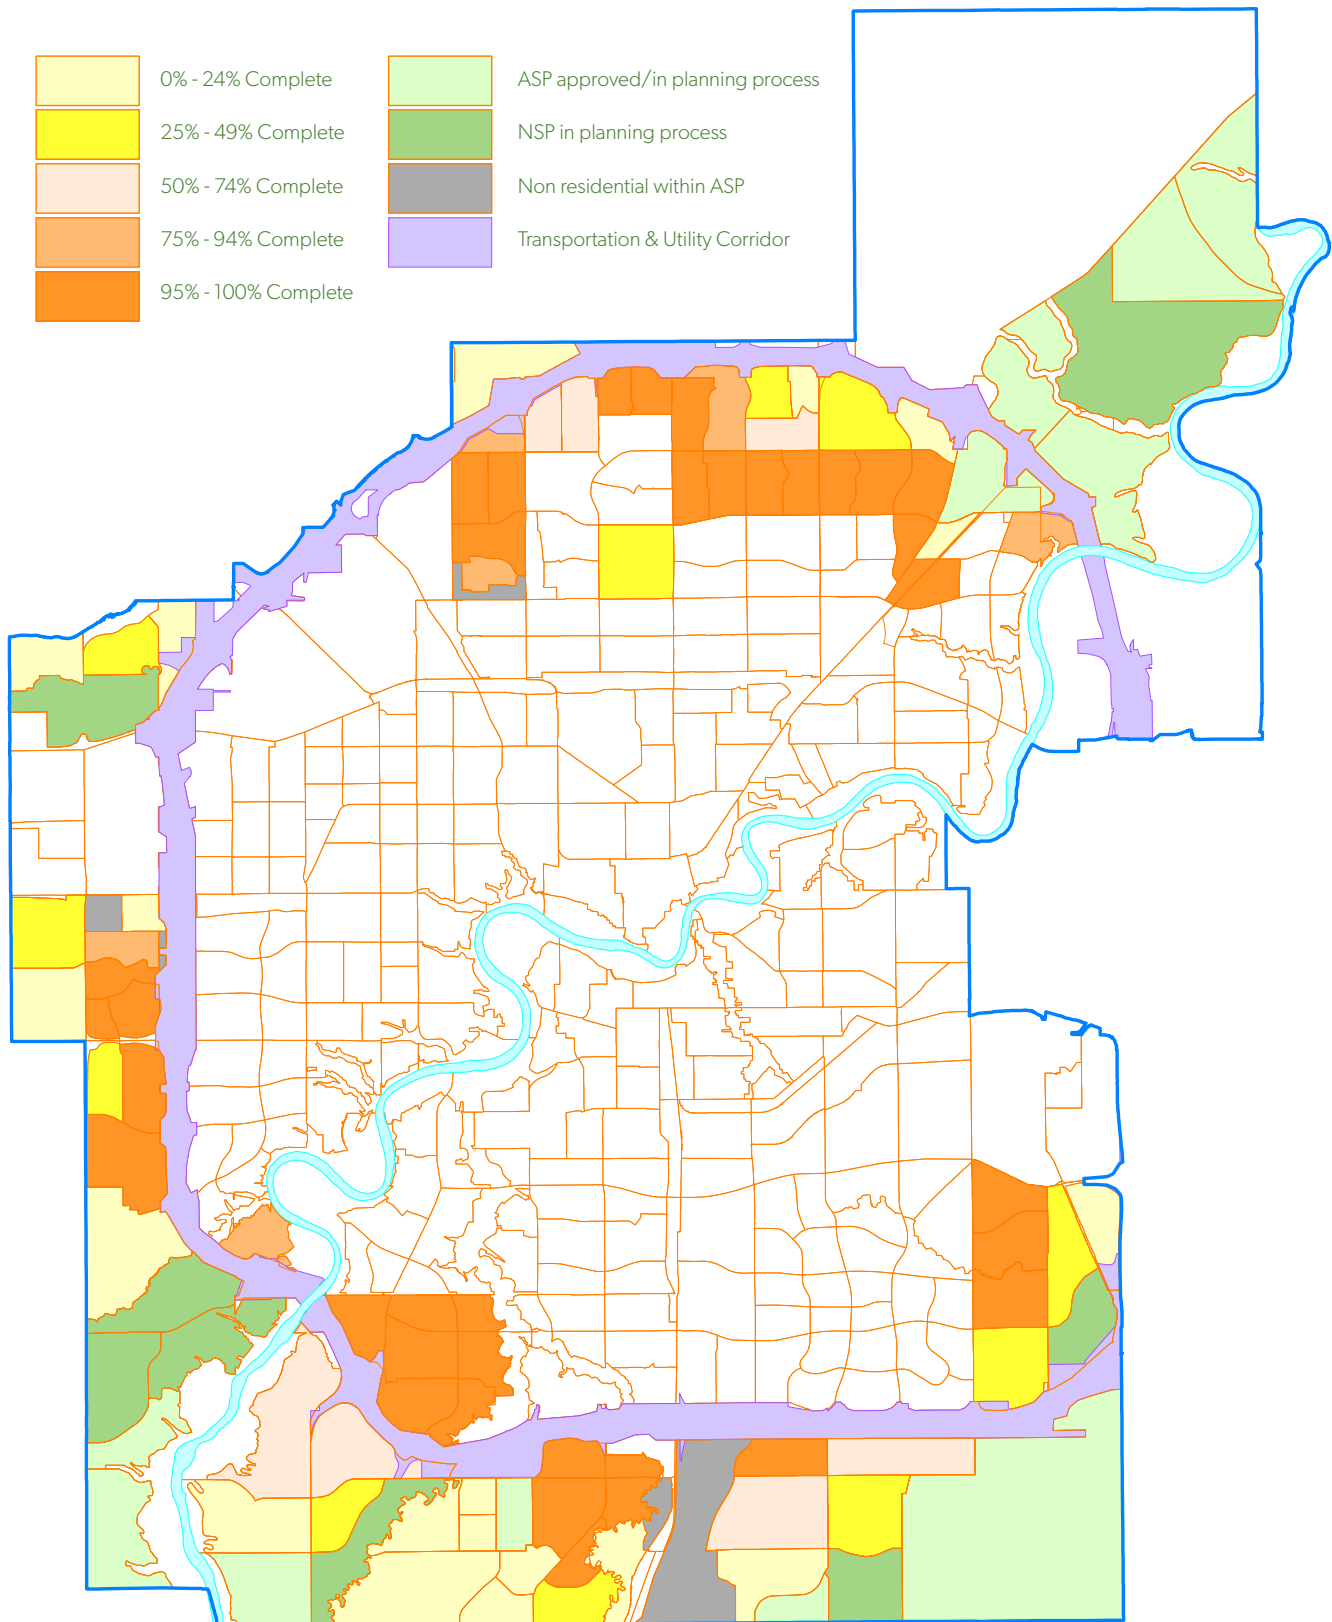 0% - 24% Complete
25% - 49% Complete
50% - 74% Complete
75% - 94% Complete
95% - 100% Complete
ASP approved/in planning process
NSP in planning process
Non residential within ASP
Transportation & Utility Corridor